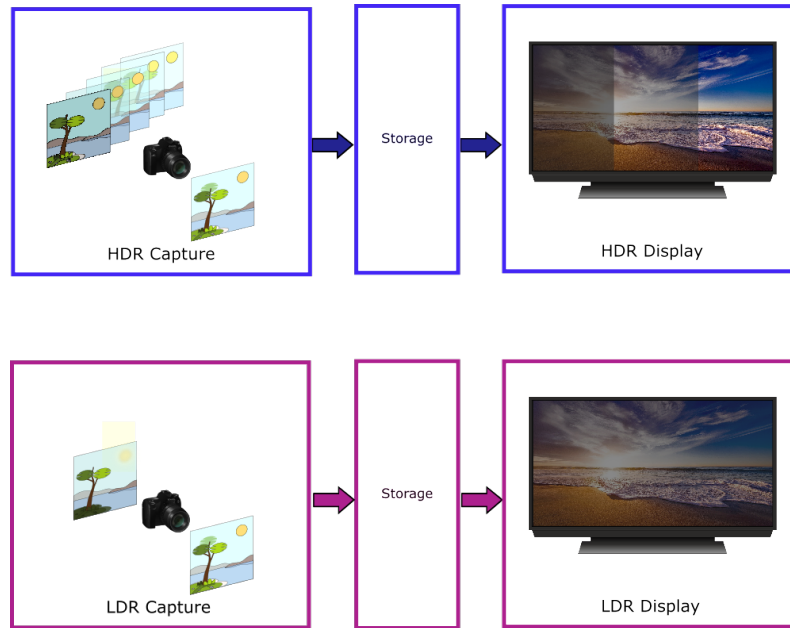 Storage
HDR Capture
HDR Display
Storage
LDR Capture
LDR Display